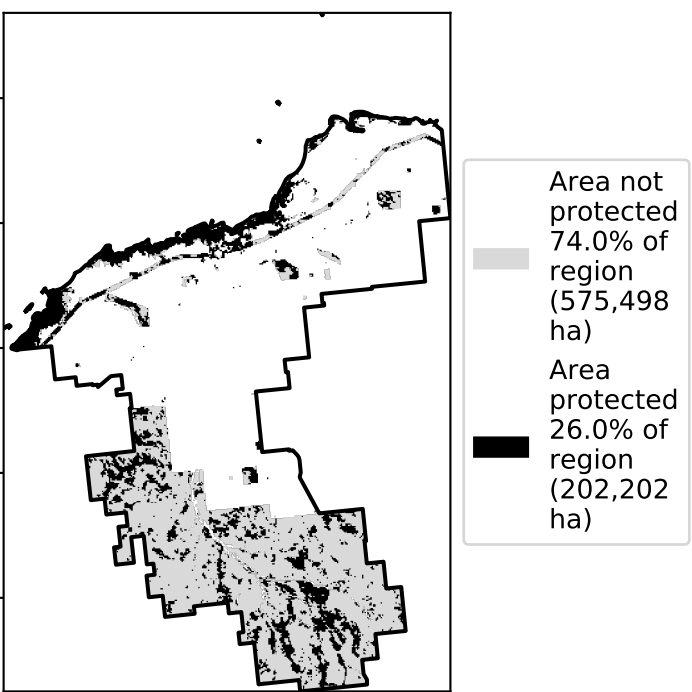 Area not
protected
74.0% of
region
(575,498
ha)
Area
protected
26.0% of
region
(202,202
ha)